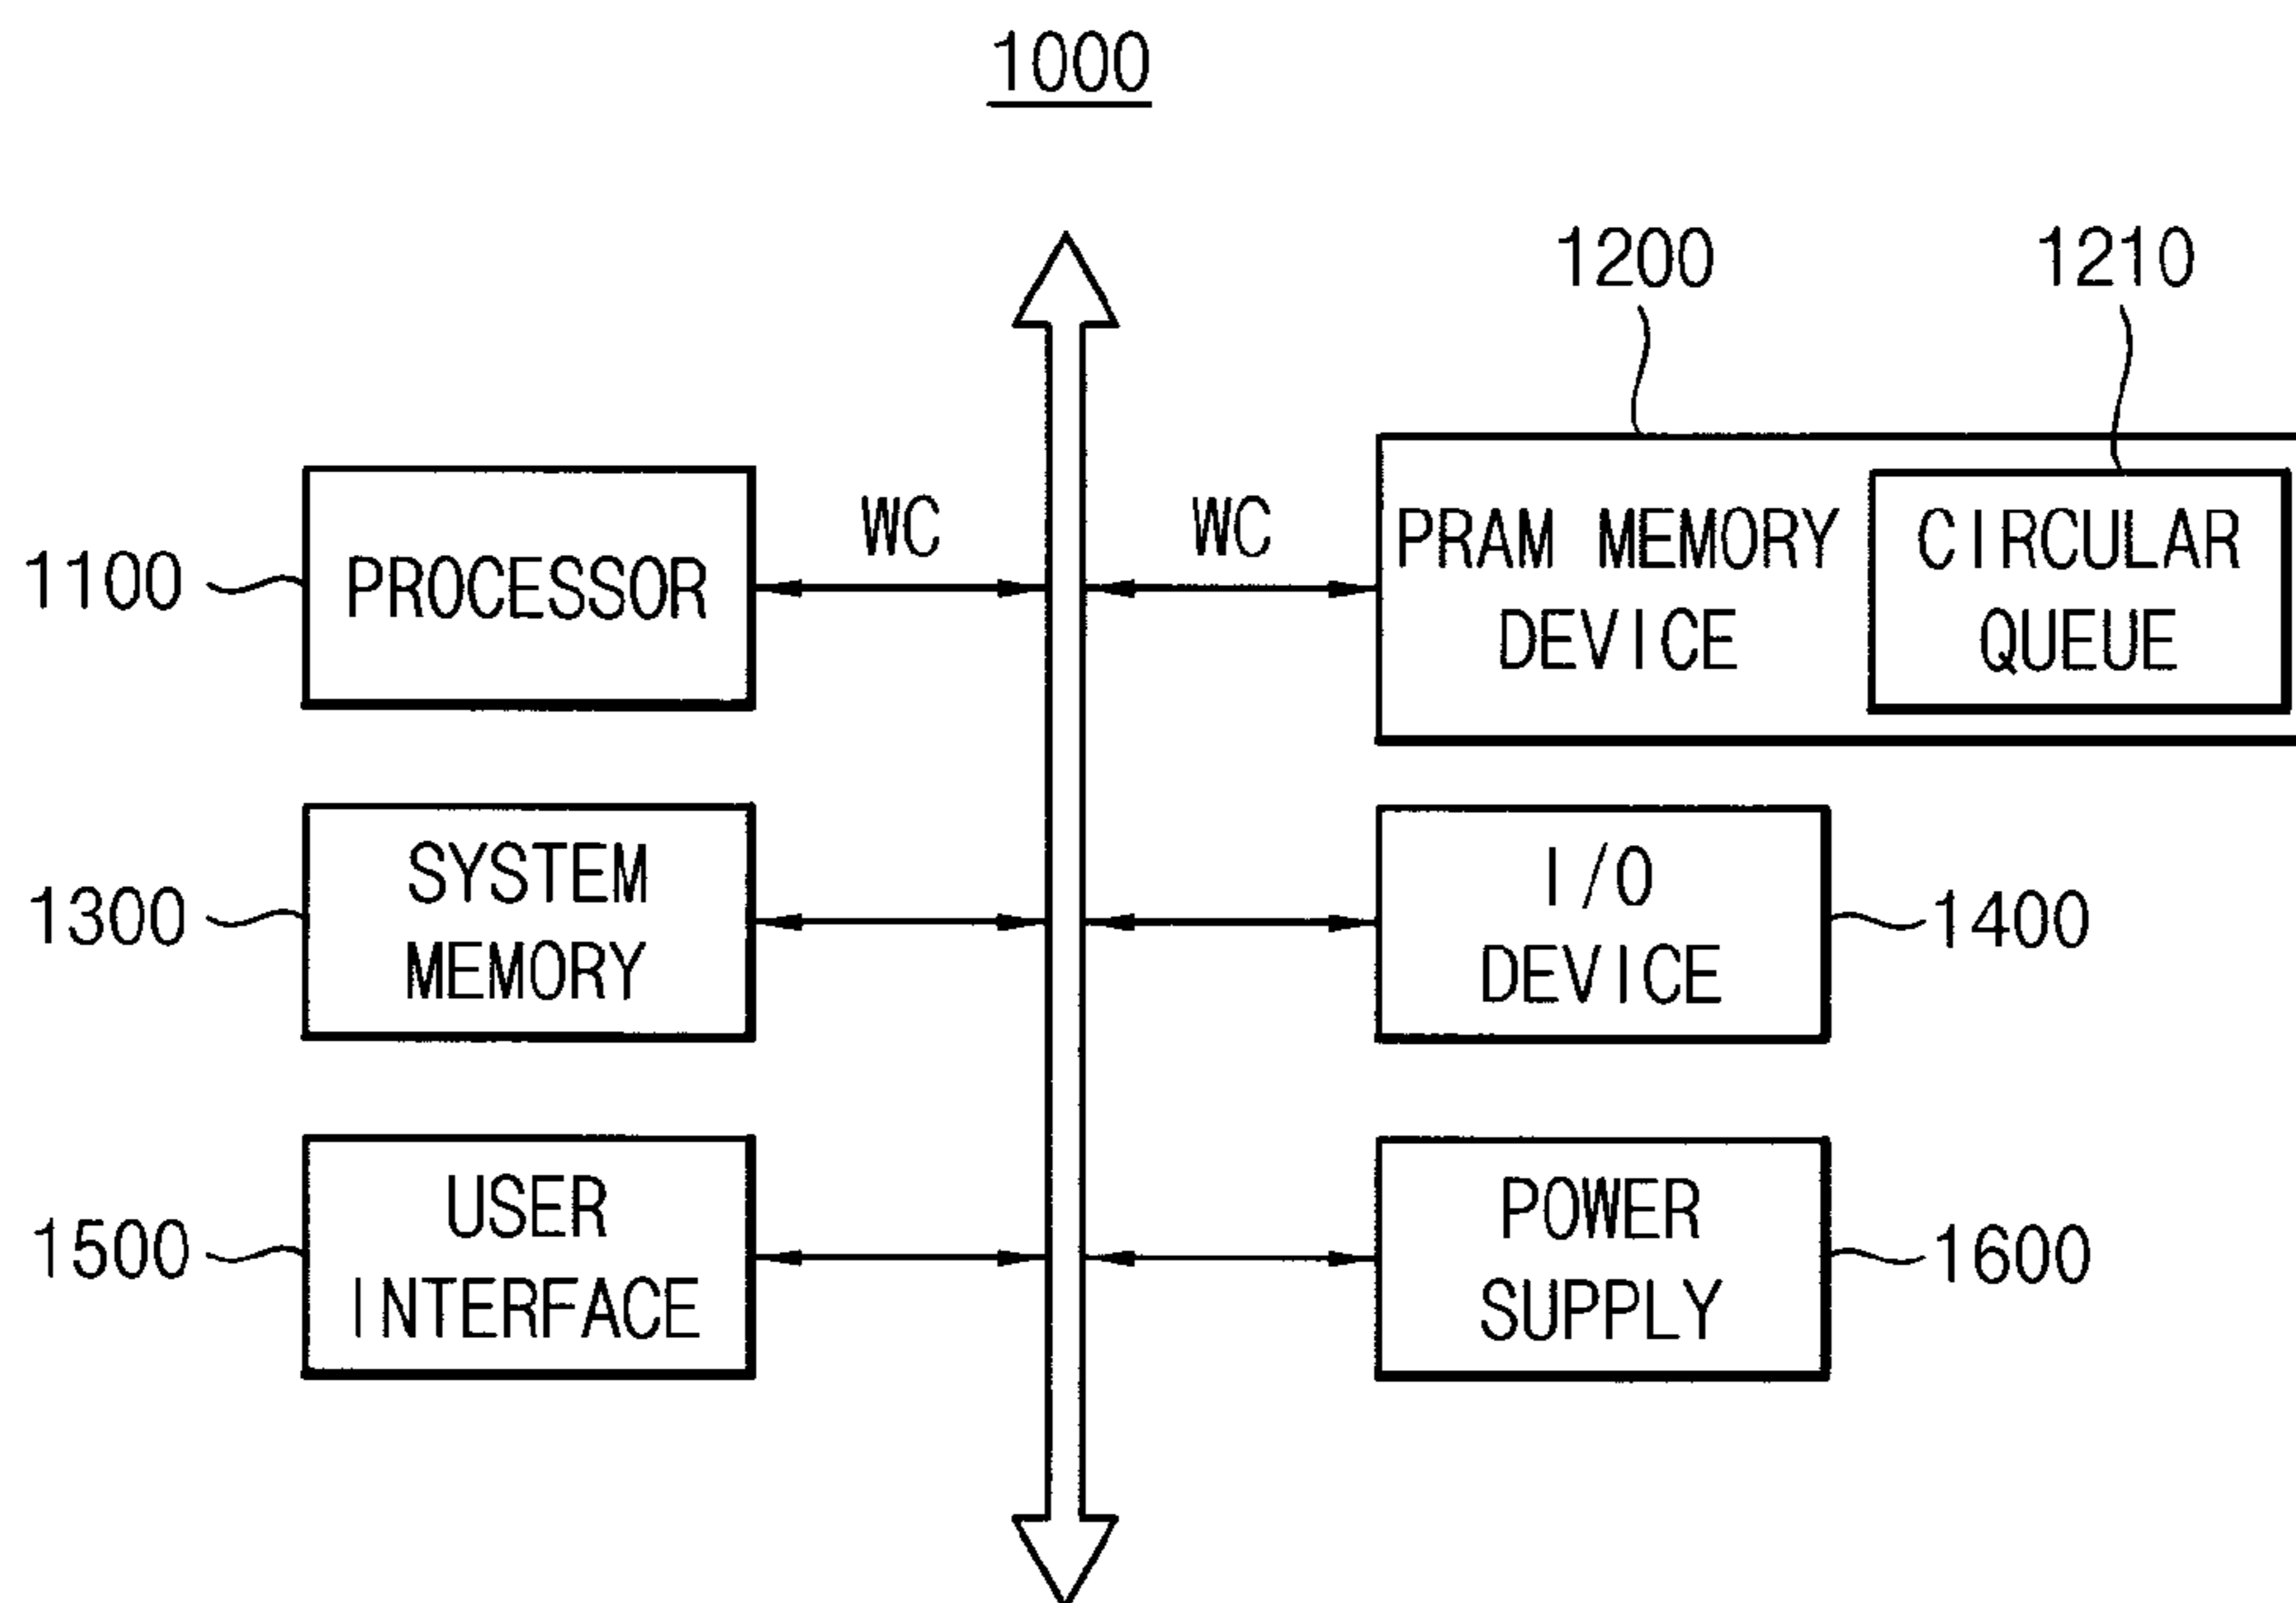 1000
1200
1210
1100
PROCESSOR
WC
WC
PRAM MEMORY
DEVICE
CIRCULAR
QUEUE
1300
SYSTEM
MEMORY
I/O
DEVICE
1400
1500
USER
INTERFACE
POWER
SUPPLY
1600